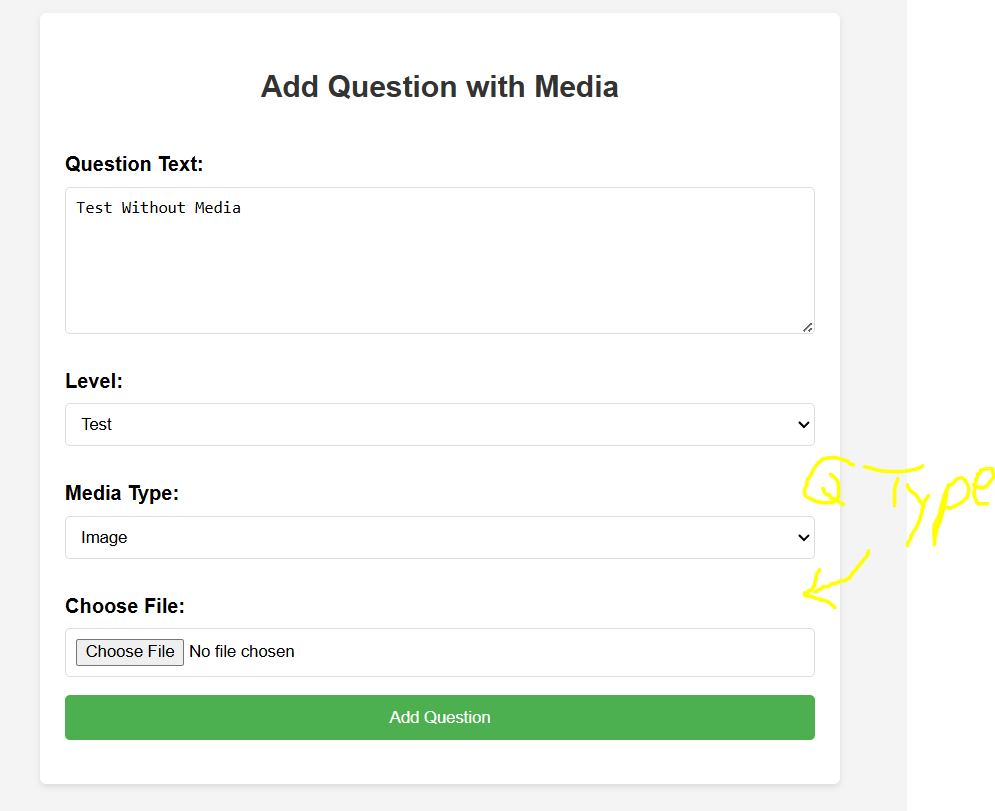 Add Question with Media
Question Text:
Test Without Media
Level:
Test
Media Type:
Q Type
Image
Choose File:
Choose File No file chosen
Add Question